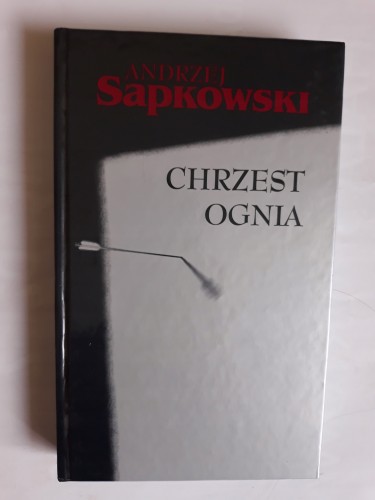 ANDRZEJ
Sapkowski
CHRZEST
OGNIA